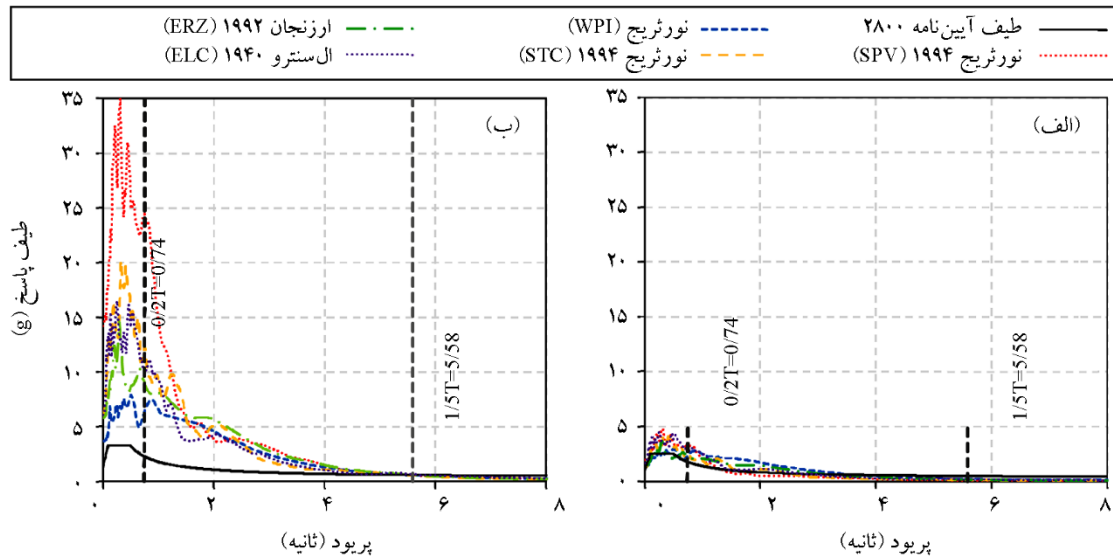 طیف آیین‌نامه ۲۸۰۰
نورثریج (WPI)
ارزنجان ۱۹۹۲ (ERZ)
نورثریج ۱۹۹۴ (SPV)
نورثریج ۱۹۹۴ (STC)
ال‌سنترو ۱۹۴۰ (ELC)
(الف)
۳۵
۳۰
۲۵
۲۰
۱۵
۱۰
۵
۰
0/2T=0/74
1/5T=5/58
۰ ۲ ۴ ۶ ۸
پریود (ثانیه)
(ب)
طیف پاسخ (g)
۳۵
۳۰
۲۵
۲۰
۱۵
۱۰
۵
۰
0/2T=0/74
1/5T=5/58
۰ ۲ ۴ ۶ ۸
پریود (ثانیه)